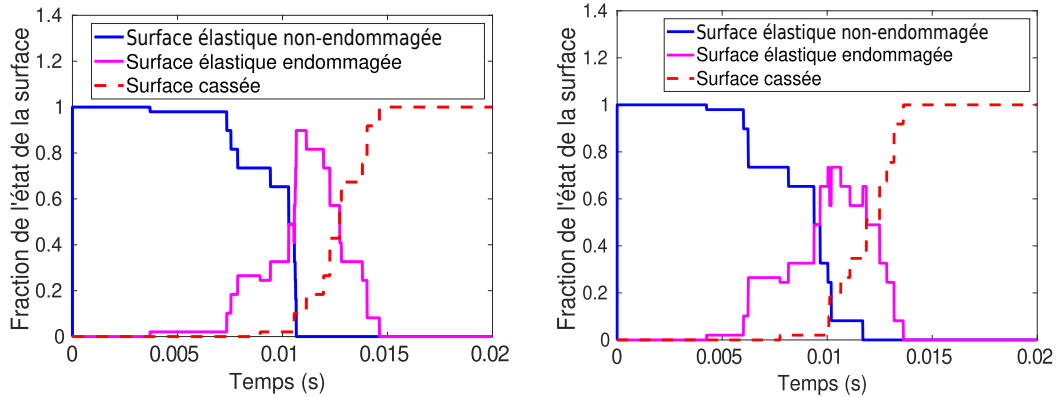 1.4
1.2
1
0.8
0.6
0.4
0.2
0
Fraction de l'état de la surface
Surface élastique non-endommagée
Surface élastique endommagée
Surface cassée
0 0.005 0.01 0.015 0.02
Temps (s)
1.4
1.2
1
0.8
0.6
0.4
0.2
0
Fraction de l'état de la surface
Surface élastique non-endommagée
Surface élastique endommagée
Surface cassée
0 0.005 0.01 0.015 0.02
Temps (s)